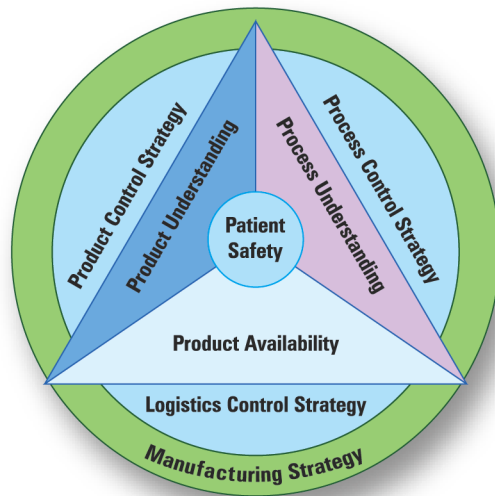 Product Control Strategy
Product Understanding
Process Control Strategy
Process Understanding
Patient
Safety
Product Availability
Logistics Control Strategy
Manufacturing Strategy